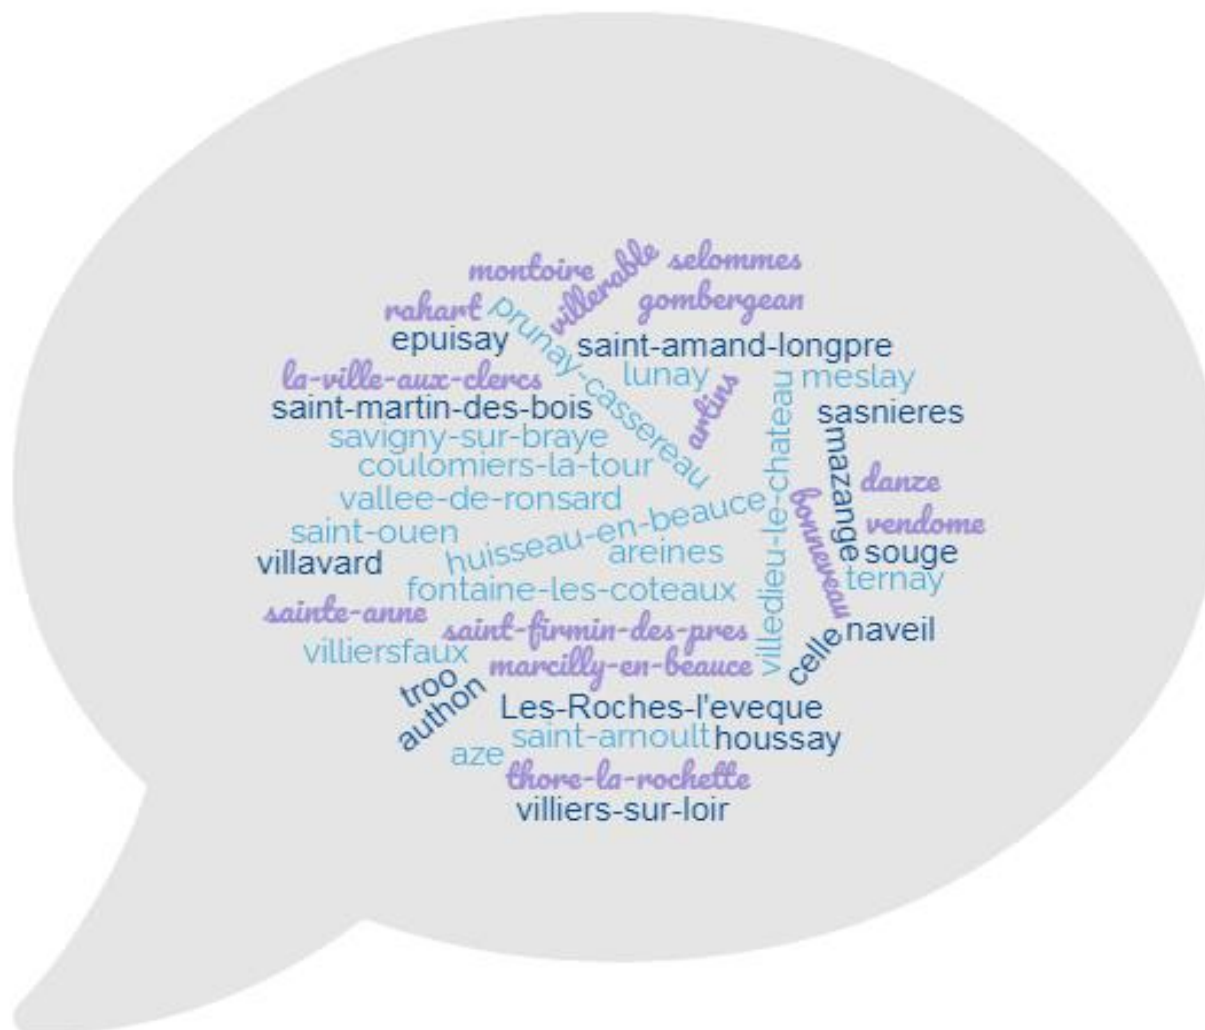 montoire
villerable
selommes
rahart
prunay-cassereau
gombergean
epuisay
saint-amand-longpre
la-ville-aux-clercs
lunay
artins
meslay
saint-martin-des-bois
villedieu-le-chateau
sasnieres
savigny-sur-braye
mazange
coulomiers-la-tour
danze
vallee-de-ronsard
bonneveau
huisseau-en-beauce
vendome
saint-ouen
areines
souge
villavard
ternay
fontaine-les-coteaux
sainte-anne
saint-firmin-des-pres
celle
naveil
villiersfaux
marcilly-en-beauce
troo
authon
Les-Roches-l'eveque
aze
saint-arnoult
houssay
thore-la-rochette
villiers-sur-loir